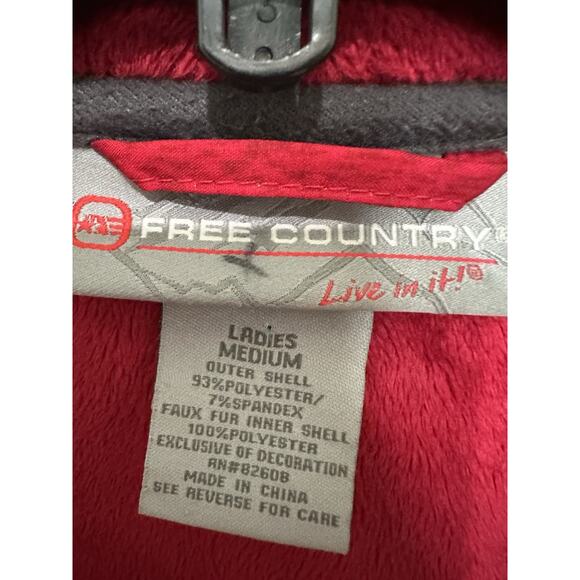 FREE COUNTRY®
Live in it!®
LADIES
MEDIUM
OUTER SHELL
93%POLYESTER/
7%SPANDEX
FAUX FUR INNER SHELL
100%POLYESTER
EXCLUSIVE OF DECORATION
RN#82608
MADE IN CHINA
SEE REVERSE FOR CARE